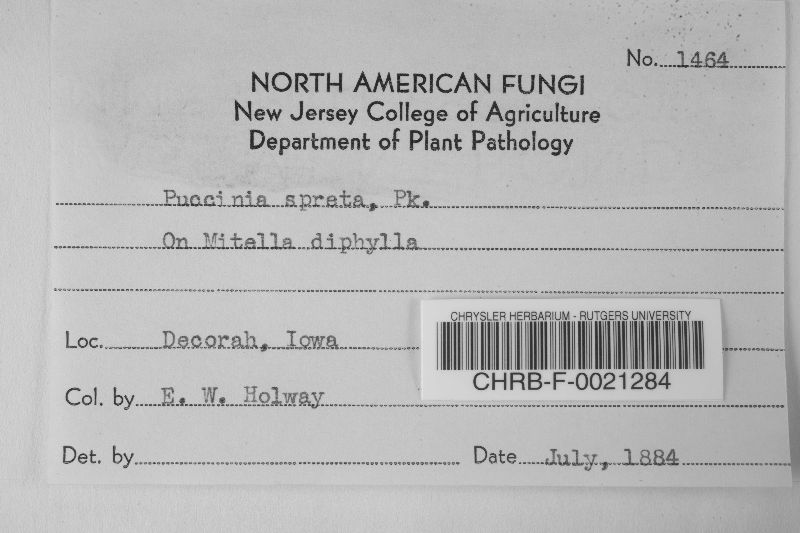 No. 1464
NORTH AMERICAN FUNGI
New Jersey College of Agriculture
Department of Plant Pathology
Puccinia spreta, Pk.
On Mitella diphylla
CHRYSLER HERBARIUM - RUTGERS UNIVERSITY
CHRB-F-0021284
Loc. Decorah, Iowa
Col. by E. W. Holway
Det. by
Date July, 1884